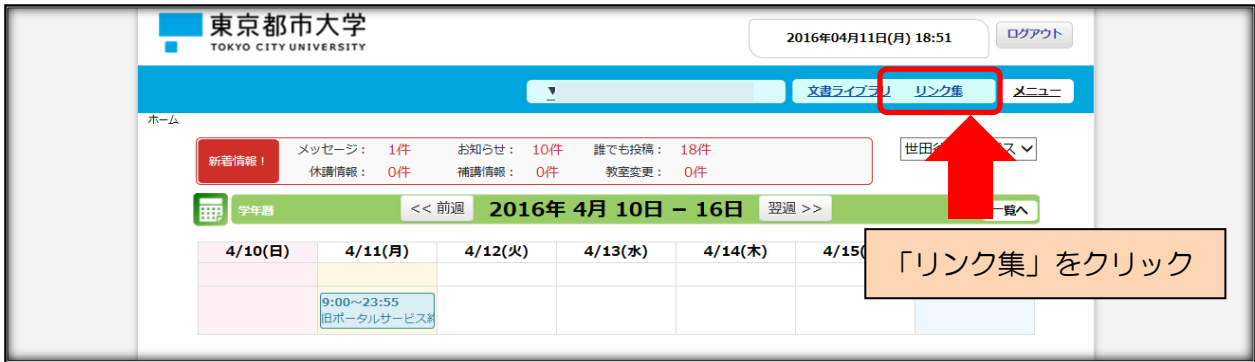 東京都市大学
TOKYO CITY UNIVERSITY
2016年04月11日(月) 18:51
ログアウト
文書ライブラリ リンク集 メニュー
ホーム
新着情報！
メッセージ： 1件 お知らせ： 10件 誰でも投稿： 18件
休講情報： 0件 補講情報： 0件 教室変更： 0件
世田
ス
学年暦 << 前週 2016年 4月 10日 − 16日 翌週 >> 一覧へ
4/10(日) 4/11(月) 4/12(火) 4/13(水) 4/14(木) 4/15(
「リンク集」をクリック
9:00～23:55
旧ポータルサービス